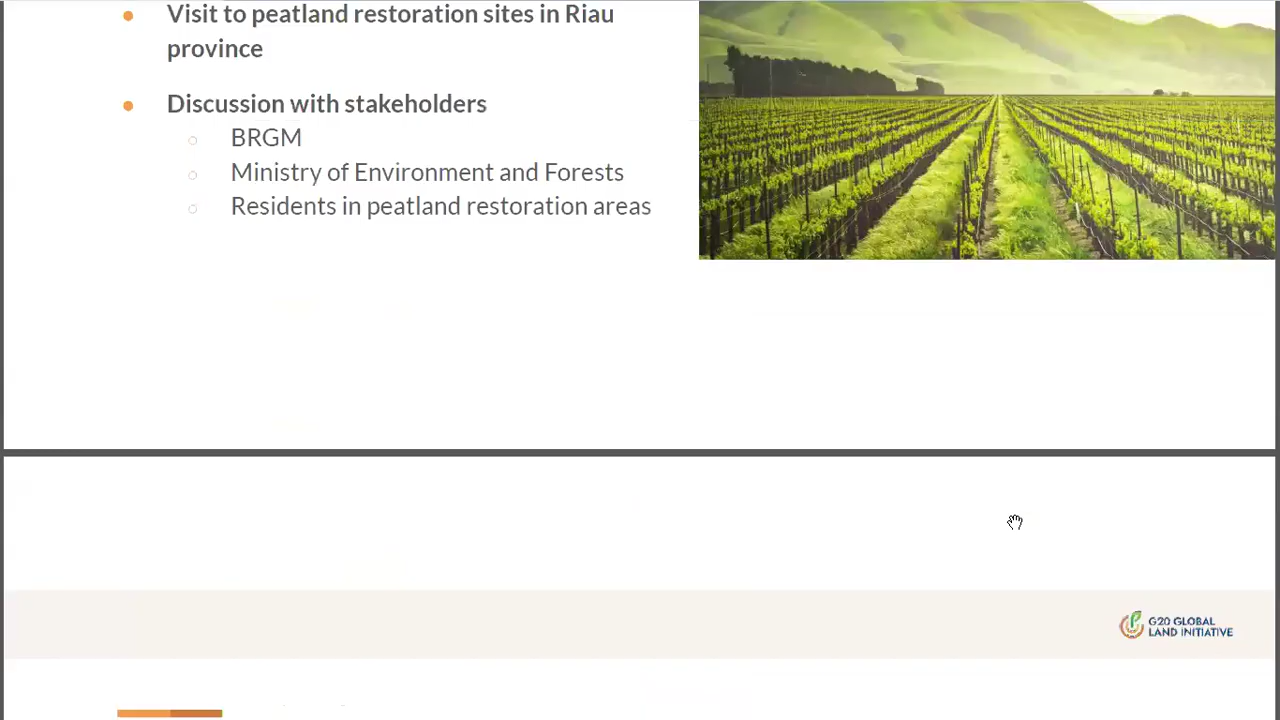 Visit to peatland restoration sites in Riau
province
Discussion with stakeholders
BRGM
Ministry of Environment and Forests
Residents in peatland restoration areas
G20 GLOBAL
LAND INITIATIVE